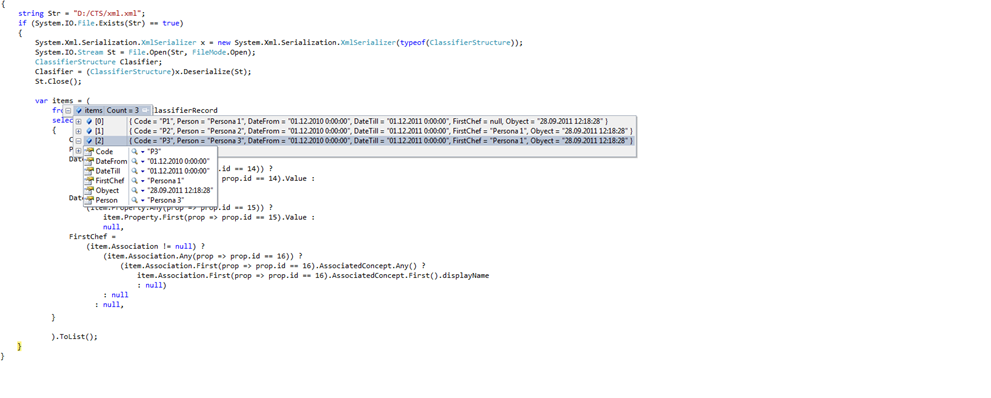 {
string Str = "D:/CTS/xml.xml";
if (System.IO.File.Exists(Str) == true)
{
System.Xml.Serialization.XmlSerializer x = new System.Xml.Serialization.XmlSerializer(typeof(ClassifierStructure));
System.IO.Stream St = File.Open(Str, FileMode.Open);
ClassifierStructure Clasifier;
Clasifier = (ClassifierStructure)x.Deserialize(St);
St.Close();
var items = (
items Count = 3 lassifierRecord
[0] { Code = "P1", Person = "Persona 1", DateFrom = "01.12.2010 0:00:00", DateTill = "01.12.2011 0:00:00", FirstChef = null, Obyect = "28.09.2011 12:18:28" }
[1] { Code = "P2", Person = "Persona 2", DateFrom = "01.12.2010 0:00:00", DateTill = "01.12.2011 0:00:00", FirstChef = "Persona 1", Obyect = "28.09.2011 12:18:28" }
{
[2] { Code = "P3", Person = "Persona 3", DateFrom = "01.12.2010 0:00:00", DateTill = "01.12.2011 0:00:00", FirstChef = "Persona 1", Obyect = "28.09.2011 12:18:28" }
Code "P3"
DateFrom "01.12.2010 0:00:00"
DateTill "01.12.2011 0:00:00" prop.id == 14)) ?
FirstChef "Persona 1" prop.id == 14).Value :
Obyect "28.09.2011 12:18:28"
Person "Persona 3"
(item.Property.Any(prop => prop.id == 15)) ?
item.Property.First(prop => prop.id == 15).Value :
null,
FirstChef =
(item.Association != null) ?
(item.Association.Any(prop => prop.id == 16)) ?
(item.Association.First(prop => prop.id == 16).AssociatedConcept.Any() ?
item.Association.First(prop => prop.id == 16).AssociatedConcept.First().displayName
: null)
: null
: null,
}
).ToList();
}
}